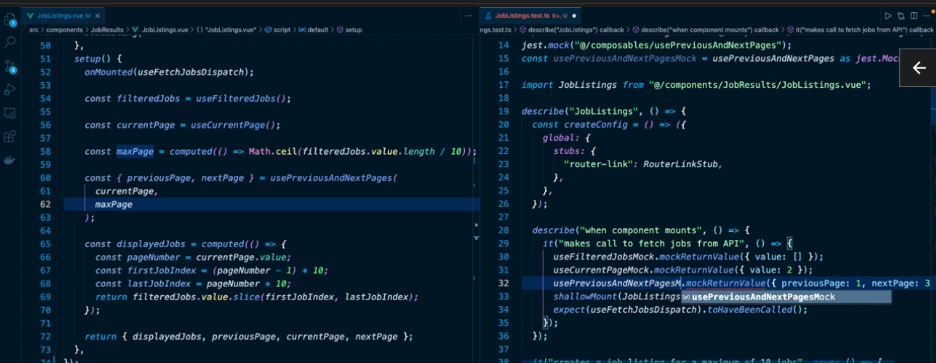 JobListings.vue M
JobListings.test.ts 9+, U
src > components > JobResults > JobListings.vue > {} "JobListings.vue" > script > default > setup
ngs.test.ts > describe("JobListings") callback > describe("when component mounts") callback > it("makes call to fetch jobs from API") callback
50 },
51 setup() {
52 onMounted(useFetchJobsDispatch);
53
54 const filteredJobs = useFilteredJobs();
55
56 const currentPage = useCurrentPage();
57
58 const maxPage = computed(() => Math.ceil(filteredJobs.value.length / 10));
59
60 const { previousPage, nextPage } = usePreviousAndNextPages(
61 currentPage,
62 maxPage
63 );
64
65 const displayedJobs = computed(() => {
66 const pageNumber = currentPage.value;
67 const firstJobIndex = (pageNumber - 1) * 10;
68 const lastJobIndex = pageNumber * 10;
69 return filteredJobs.value.slice(firstJobIndex, lastJobIndex);
70 });
71
72 return { displayedJobs, previousPage, currentPage, nextPage };
73 },
74 });
14 jest.mock("@/composables/usePreviousAndNextPages");
15 const usePreviousAndNextPagesMock = usePreviousAndNextPages as jest.Moc
16
17 import JobListings from "@/components/JobResults/JobListings.vue";
18
19 describe("JobListings", () => {
20 const createConfig = () => ({
21 global: {
22 stubs: {
23 "router-link": RouterLinkStub,
24 },
25 },
26 });
27
28 describe("when component mounts", () => {
29 it("makes call to fetch jobs from API", () => {
30 useFilteredJobsMock.mockReturnValue({ value: [] });
31 useCurrentPageMock.mockReturnValue({ value: 2 });
32 usePreviousAndNextPagesM.mockReturnValue({ previousPage: 1, nextPage: 3
33 shallowMount(JobListings
usePreviousAndNextPagesMock
34 expect(useFetchJobsDispatch).toHaveBeenCalled();
35 });
36 });
37
38 it("creates a job listing for a maximum of 10 jobs", async () => {